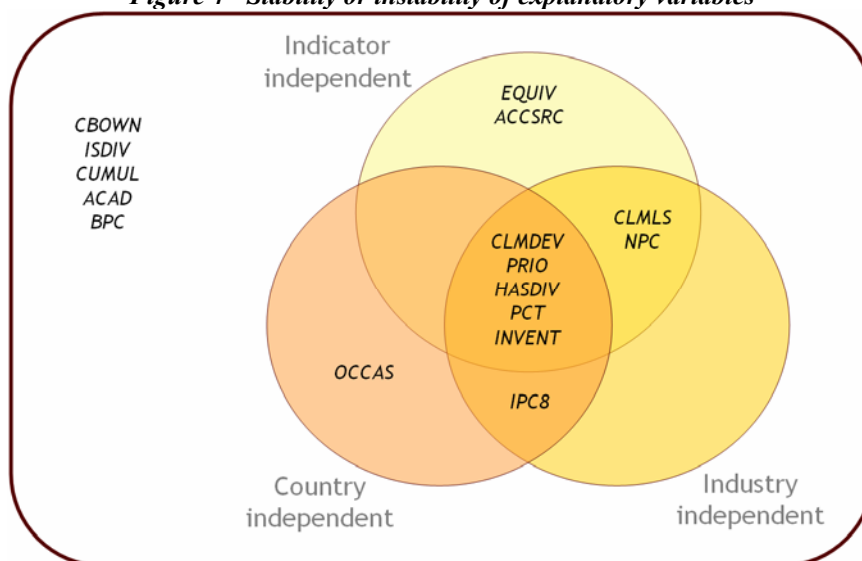 Figure 4 - Stability or instability of explanatory variables
Indicator
independent
EQUIV
ACCSRC
CBOWN
ISDIV
CUMUL
ACAD
BPC
CLMLS
NPC
CLMDEV
PRIO
HASDIV
PCT
INVENT
OCCAS
IPC8
Country
independent
Industry
independent